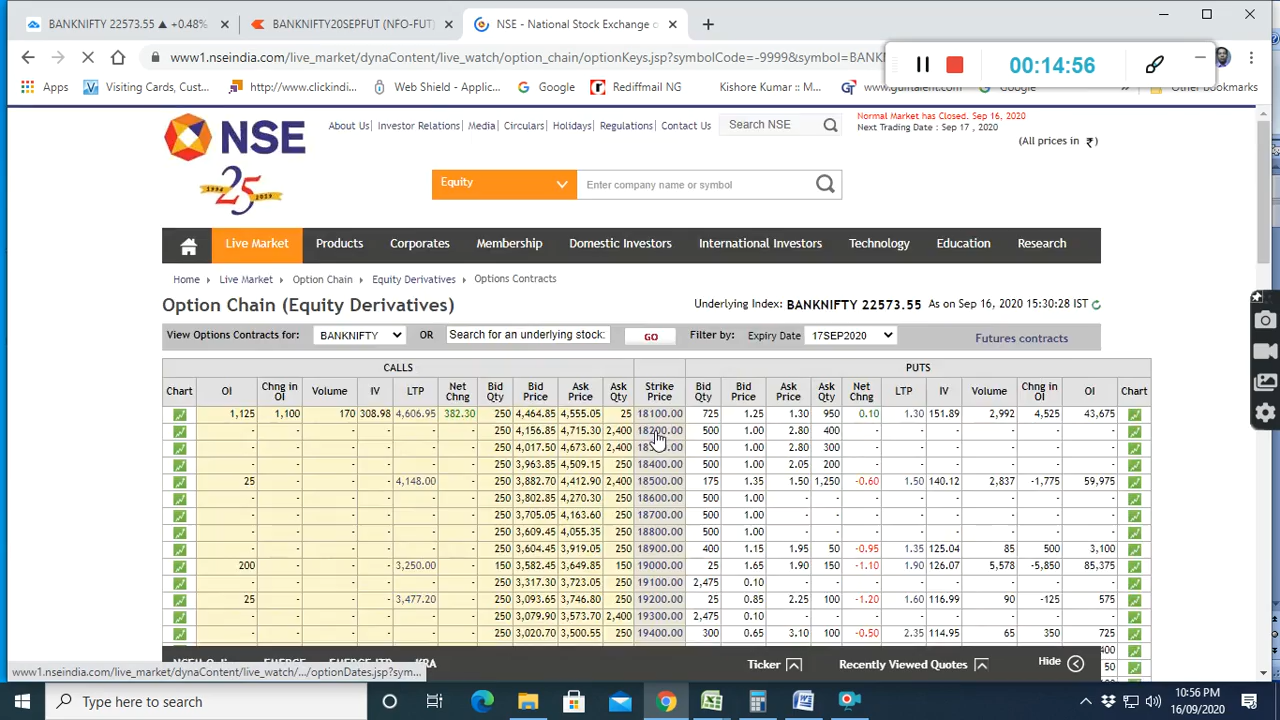 BANKNIFTY 22573.55 ▲ +0.48%
BANKNIFTY20SEPFUT (NFO-FUT)
NSE - National Stock Exchange o
www1.nseindia.com/live_market/dynaContent/live_watch/option_chain/optionKeys.jsp?symbolCode=-9999&symbol=BANK
00:14:56
Apps
Visiting Cards, Cust...
http://www.clickindi...
Web Shield - Applic...
Google
Rediffmail NG
Kishore Kumar :: M...
www.gulftalent.com
Google
Other bookmarks
NSE
25
1994 2019
About Us| Investor Relations| Media| Circulars| Holidays| Regulations| Contact Us
Search NSE
Normal Market has Closed. Sep 16, 2020
Next Trading Date : Sep 17 , 2020
(All prices in ₹)
Equity
Enter company name or symbol
Live Market Products Corporates Membership Domestic Investors International Investors Technology Education Research
Home Live Market Option Chain Equity Derivatives Options Contracts
Option Chain (Equity Derivatives)
Underlying Index: BANKNIFTY 22573.55 As on Sep 16, 2020 15:30:28 IST
View Options Contracts for: BANKNIFTY OR Search for an underlying stock: GO Filter by: Expiry Date 17SEP2020 Futures contracts
CALLS PUTS
Chart OI Chng in OI Volume IV LTP Net Chng Bid Qty Bid Price Ask Price Ask Qty Strike Price Bid Qty Bid Price Ask Price Ask Qty Net Chng LTP IV Volume Chng in OI OI Chart
1,125 1,100 170 308.98 4,606.95 382.30 250 4,464.85 4,555.05 25 18100.00 725 1.25 1.30 950 0.10 1.30 151.89 2,992 4,525 43,675
- - - - - - 250 4,156.85 4,715.30 2,400 18200.00 500 1.00 2.80 400 - - - - - -
- - - - - - 250 4,017.50 4,673.60 2,400 500 1.00 2.80 300 - - - - - -
- - - - - - 250 3,963.85 4,509.15 250 18400.00 500 1.00 2.05 200 - - - - - -
25 - - - 4,148.00 - 250 3,882.70 4,412.90 250 18500.00 175 1.35 1.50 1,250 -0.60 1.50 140.12 2,837 -1,775 59,975
- - - - - - 250 3,802.85 4,270.30 250 18600.00 500 1.00 - - - - - - - -
- - - - - - 250 3,705.05 4,163.60 250 18700.00 500 1.00 - - - - - - - -
- - - - - - 250 3,609.45 4,055.35 250 18800.00 500 1.00 - - - - - - - -
- - - - - - 250 3,604.45 3,919.05 250 18900.00 400 1.15 1.95 50 -0.95 1.35 125.04 85 500 3,100
200 - - - 3,250.00 - 150 3,582.45 3,649.85 150 19000.00 25 1.65 1.90 150 -1.10 1.90 126.07 5,578 -5,850 85,375
- - - - - - 250 3,317.30 3,723.05 250 19100.00 2,475 0.10 - - - - - - - -
25 - - - 3,477.20 - 250 3,093.65 3,746.80 250 19200.00 25 0.85 2.25 100 -1.20 1.60 116.99 90 -125 575
- - - - - - 250 3,079.90 3,573.70 2,400 19300.00 2,475 0.10 - - - - - - - -
- - - - - - 250 3,020.70 3,500.55 250 19400.00 300 0.65 3.10 100 -0.50 2.35 114.95 65 350 725
Ticker Recently Viewed Quotes Hide
www1.nseindia.com/live_market/dynaContent/live_watch/.../optionDates.jsp?sym...
Type here to search
10:56 PM
16/09/2020